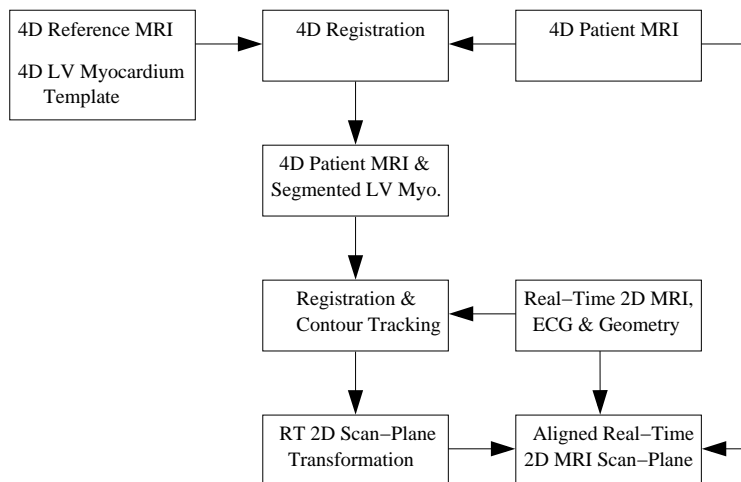 4D Reference MRI
4D LV Myocardium
Template
4D Registration
4D Patient MRI
4D Patient MRI &
Segmented LV Myo.
Registration &
Contour Tracking
Real−Time 2D MRI,
ECG & Geometry
RT 2D Scan−Plane
Transformation
Aligned Real−Time
2D MRI Scan−Plane